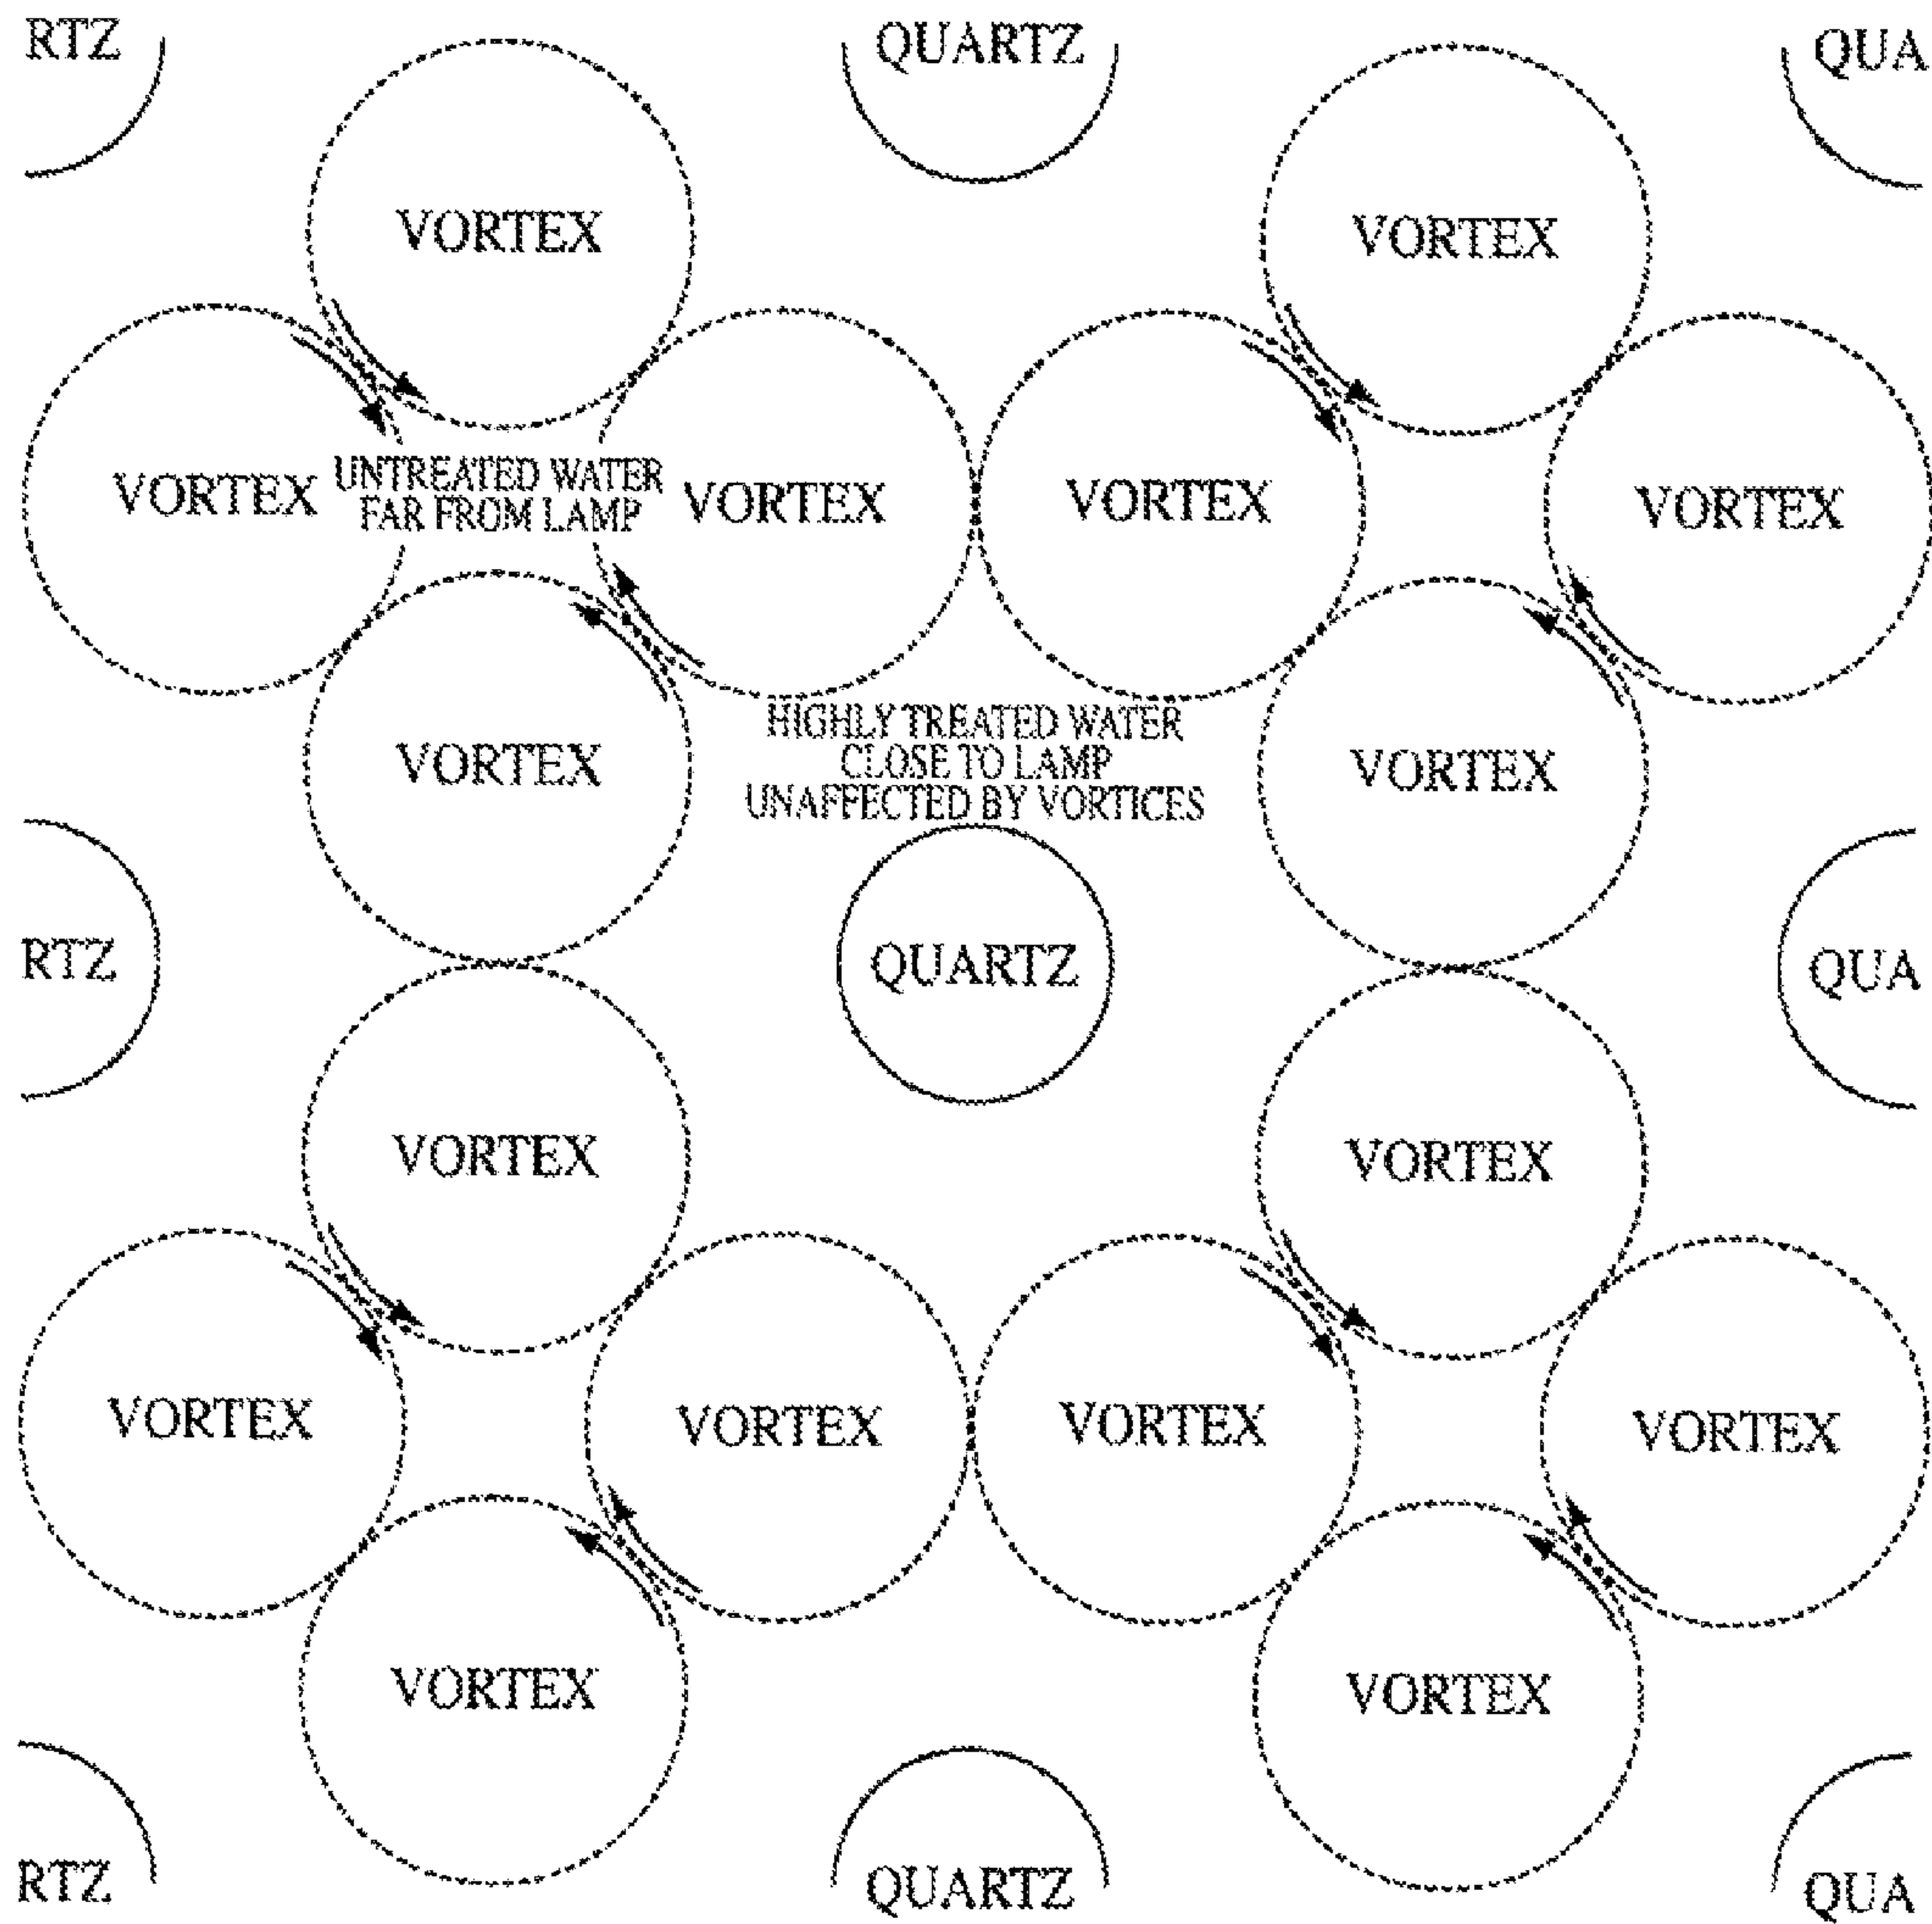 RTZ
QUARTZ
QUA
VORTEX
VORTEX
VORTEX
UNTREATED WATER
FAR FROM LAMP
VORTEX
VORTEX
VORTEX
VORTEX
HIGHLY TREATED WATER
CLOSE TO LAMP
UNAFFECTED BY VORTICES
VORTEX
RTZ
QUARTZ
QUA
VORTEX
VORTEX
VORTEX
VORTEX
VORTEX
VORTEX
VORTEX
VORTEX
RTZ
QUARTZ
QUA